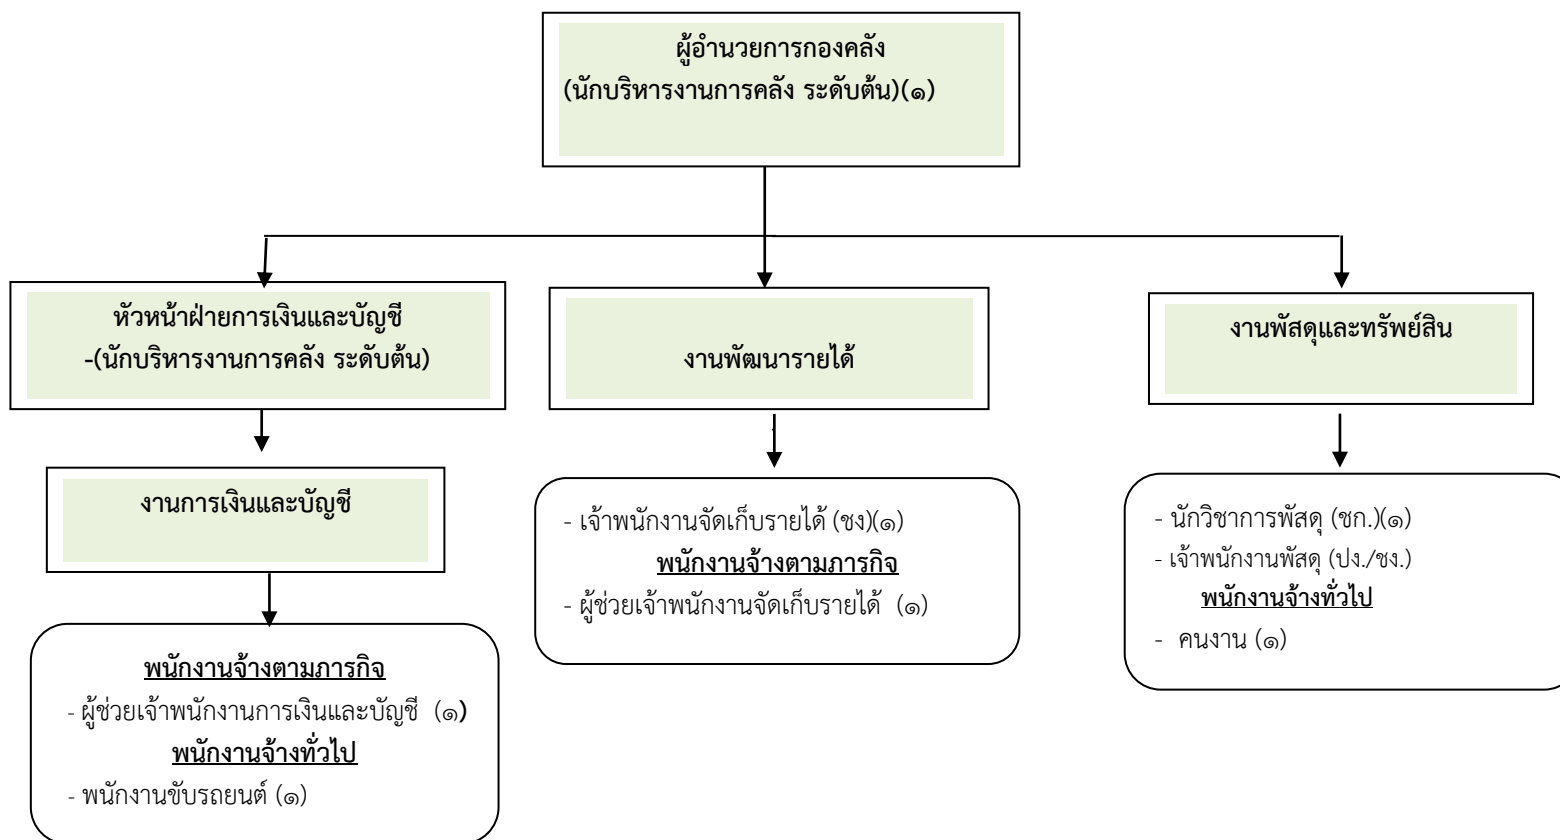 ผู้อำนวยการกองคลัง
(นักบริหารงานการคลัง ระดับต้น)(๑)
หัวหน้าฝ่ายการเงินและบัญชี
-(นักบริหารงานการคลัง ระดับต้น)
งานการเงินและบัญชี
พนักงานจ้างตามภารกิจ
- ผู้ช่วยเจ้าพนักงานการเงินและบัญชี (๑)
พนักงานจ้างทั่วไป
- พนักงานขับรถยนต์ (๑)
งานพัฒนารายได้
- เจ้าพนักงานจัดเก็บรายได้ (ชง)(๑)
พนักงานจ้างตามภารกิจ
- ผู้ช่วยเจ้าพนักงานจัดเก็บรายได้ (๑)
งานพัสดุและทรัพย์สิน
- นักวิชาการพัสดุ (ชก.)(๑)
- เจ้าพนักงานพัสดุ (ปง./ชง.)
พนักงานจ้างทั่วไป
- คนงาน (๑)